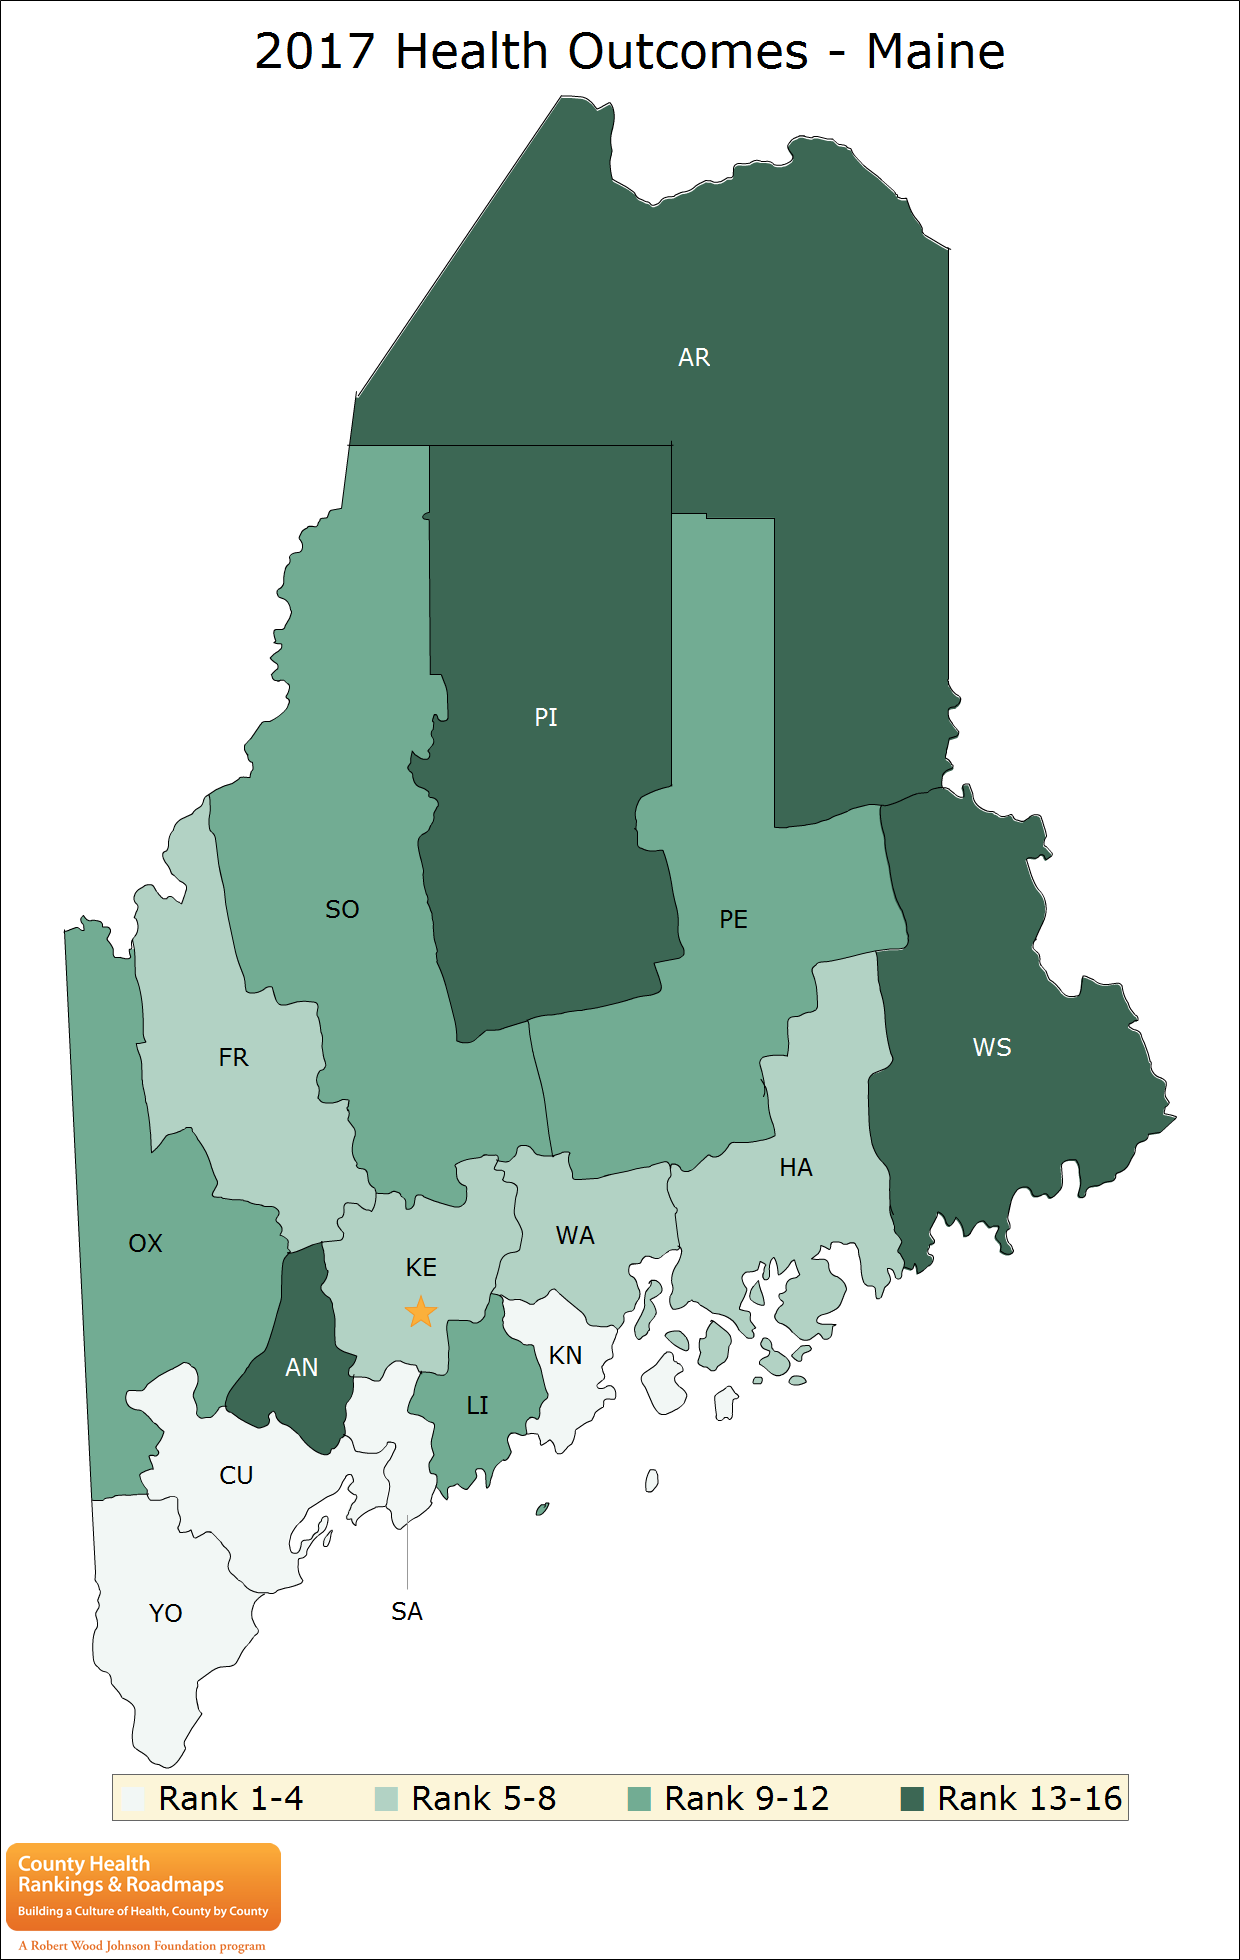 2017 Health Outcomes - Maine
AR
PI
SO
PE
FR
WS
HA
OX
WA
KE
AN
KN
LI
CU
SA
YO
Rank 1-4
Rank 5-8
Rank 9-12
Rank 13-16
County Health
Rankings & Roadmaps
Building a Culture of Health, County by County
A Robert Wood Johnson Foundation program